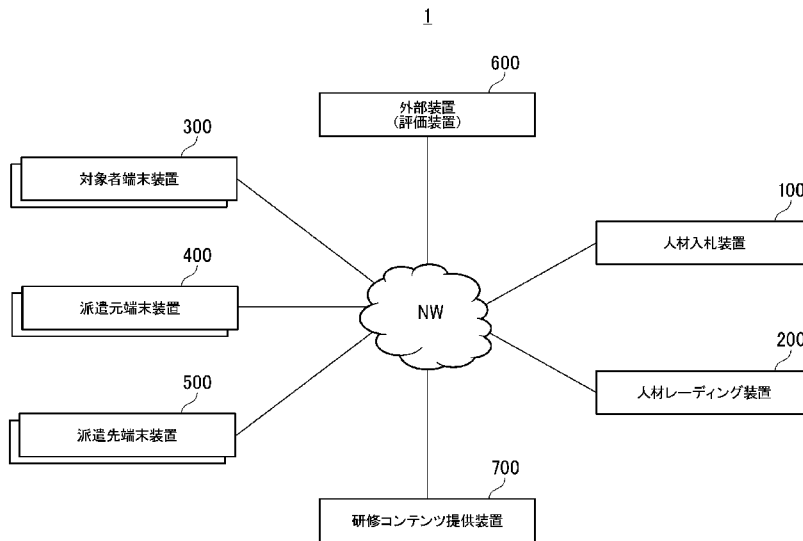 1
600
外部装置
(評価装置)
300
対象者端末装置
100
人材入札装置
400
派遣元端末装置
NW
200
人材レーディング装置
500
派遣先端末装置
700
研修コンテンツ提供装置